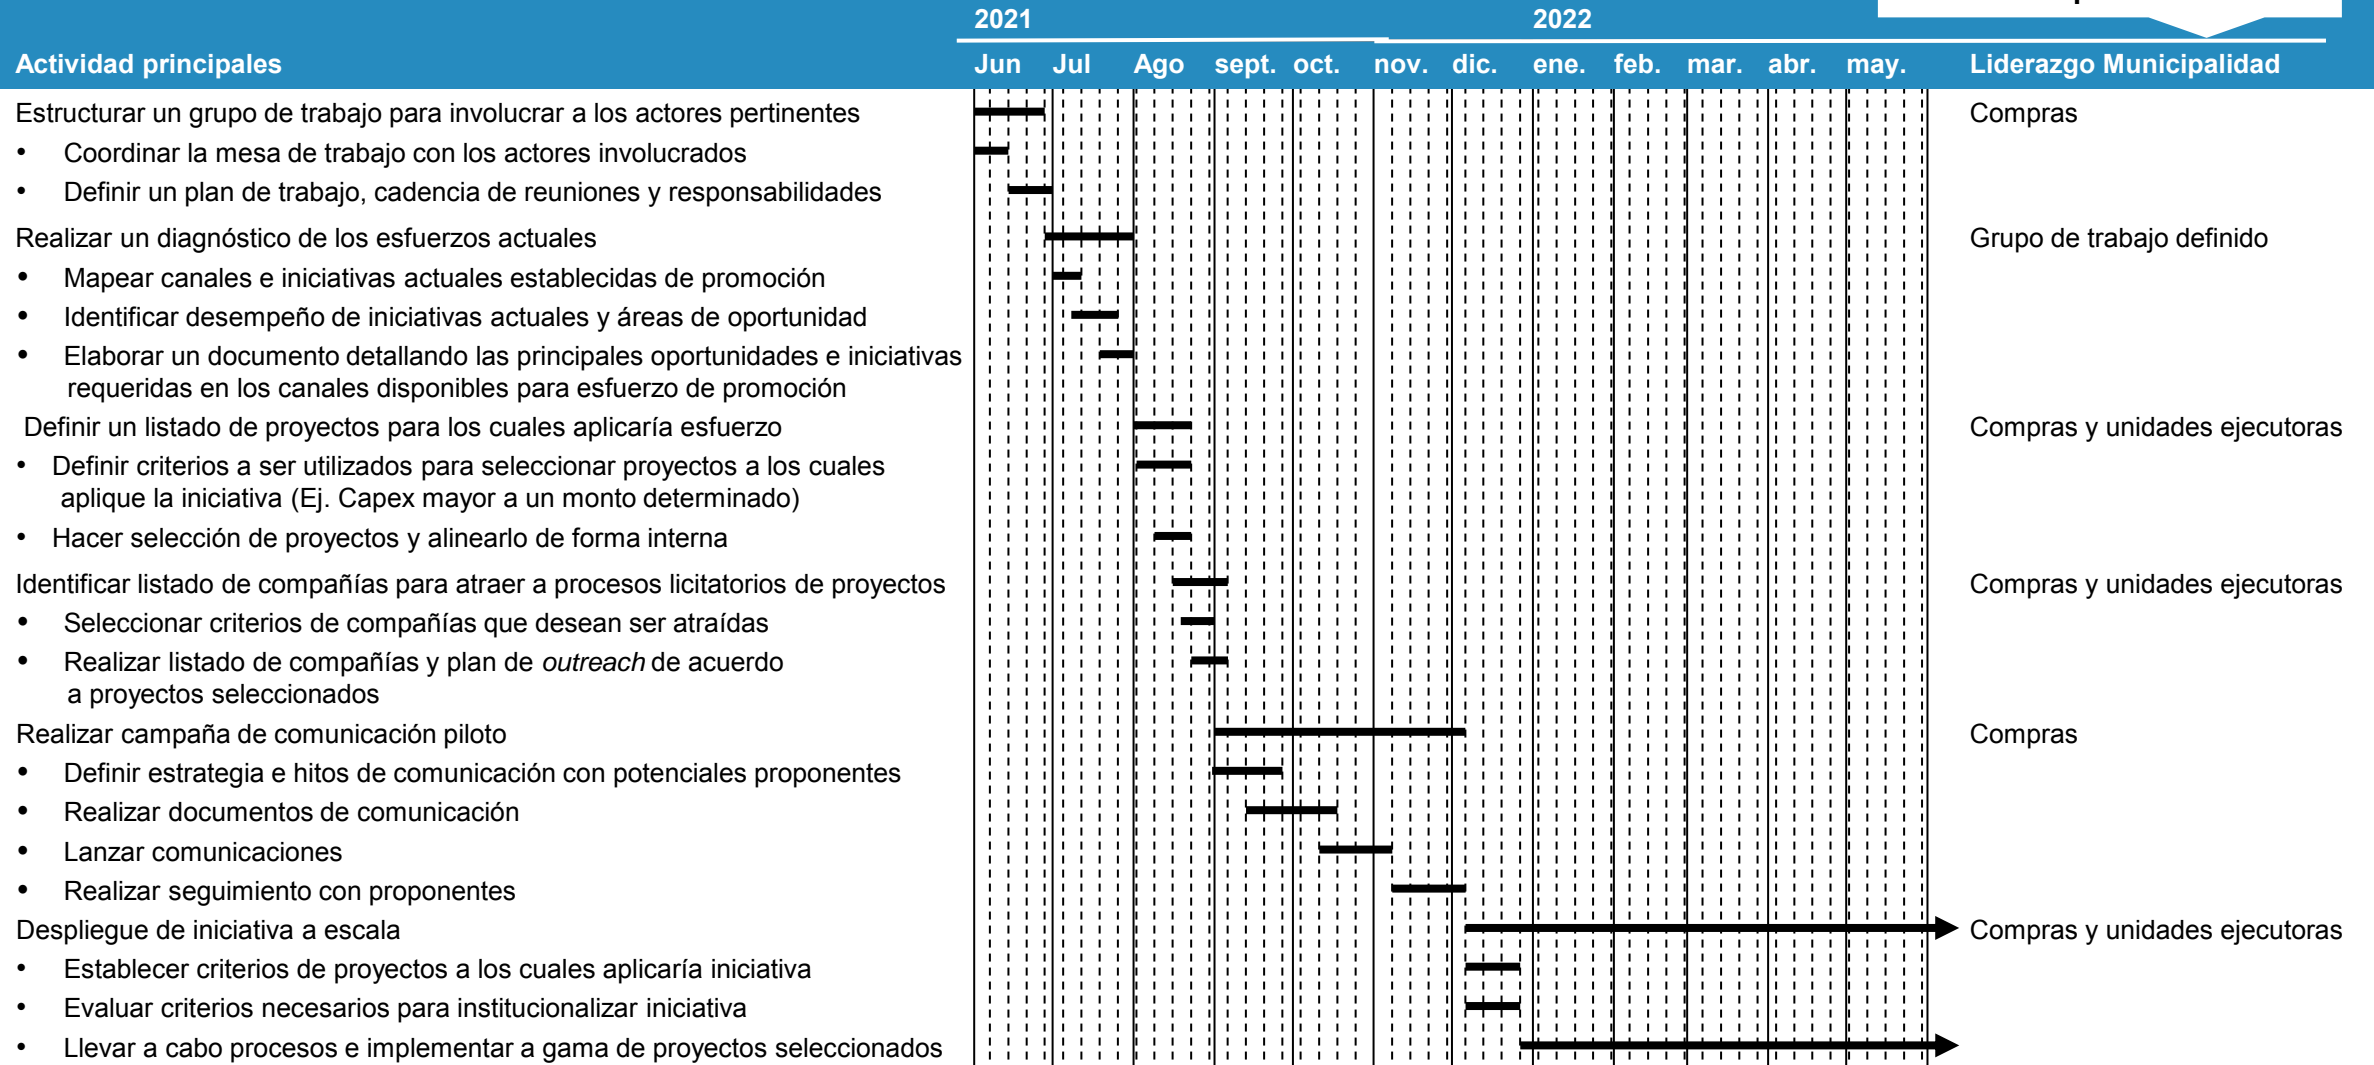 2021 2022
Actividad principales Jun Jul Ago sept. oct. nov. dic. ene. feb. mar. abr. may. Liderazgo Municipalidad
Estructurar un grupo de trabajo para involucrar a los actores pertinentes Compras
• Coordinar la mesa de trabajo con los actores involucrados
• Definir un plan de trabajo, cadencia de reuniones y responsabilidades
Realizar un diagnóstico de los esfuerzos actuales Grupo de trabajo definido
• Mapear canales e iniciativas actuales establecidas de promoción
• Identificar desempeño de iniciativas actuales y áreas de oportunidad
• Elaborar un documento detallando las principales oportunidades e iniciativas
requeridas en los canales disponibles para esfuerzo de promoción
Definir un listado de proyectos para los cuales aplicaría esfuerzo Compras y unidades ejecutoras
• Definir criterios a ser utilizados para seleccionar proyectos a los cuales
aplique la iniciativa (Ej. Capex mayor a un monto determinado)
• Hacer selección de proyectos y alinearlo de forma interna
Identificar listado de compañías para atraer a procesos licitatorios de proyectos Compras y unidades ejecutoras
• Seleccionar criterios de compañías que desean ser atraídas
• Realizar listado de compañías y plan de outreach de acuerdo
a proyectos seleccionados
Realizar campaña de comunicación piloto Compras
• Definir estrategia e hitos de comunicación con potenciales proponentes
• Realizar documentos de comunicación
• Lanzar comunicaciones
• Realizar seguimiento con proponentes
Despliegue de iniciativa a escala Compras y unidades ejecutoras
• Establecer criterios de proyectos a los cuales aplicaría iniciativa
• Evaluar criterios necesarios para institucionalizar iniciativa
• Llevar a cabo procesos e implementar a gama de proyectos seleccionados